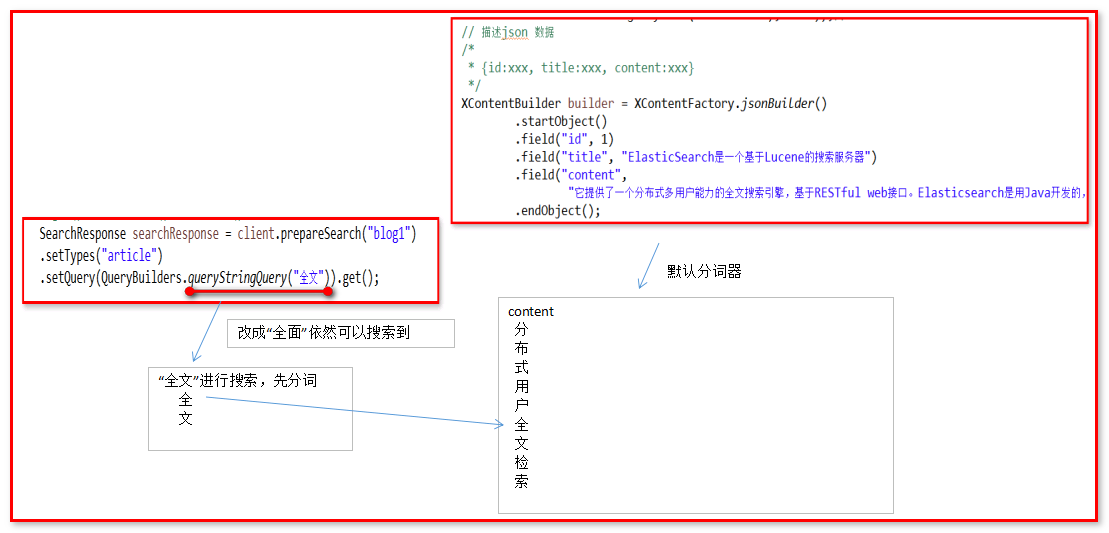 // 描述json 数据
/*
* {id:xxx, title:xxx, content:xxx}
*/
XContentBuilder builder = XContentFactory.jsonBuilder()
.startObject()
.field("id", 1)
.field("title", "ElasticSearch是一个基于Lucene的搜索服务器")
.field("content",
"它提供了一个分布式多用户能力的全文搜索引擎，基于RESTful web接口。Elasticsearch是用Java开发的，
.endObject();
SearchResponse searchResponse = client.prepareSearch("blog1")
.setTypes("article")
.setQuery(QueryBuilders.queryStringQuery("全文")).get();
默认分词器
改成“全面”依然可以搜索到
“全文”进行搜索，先分词
全
文
content
分
布
式
用
户
全
文
检
索